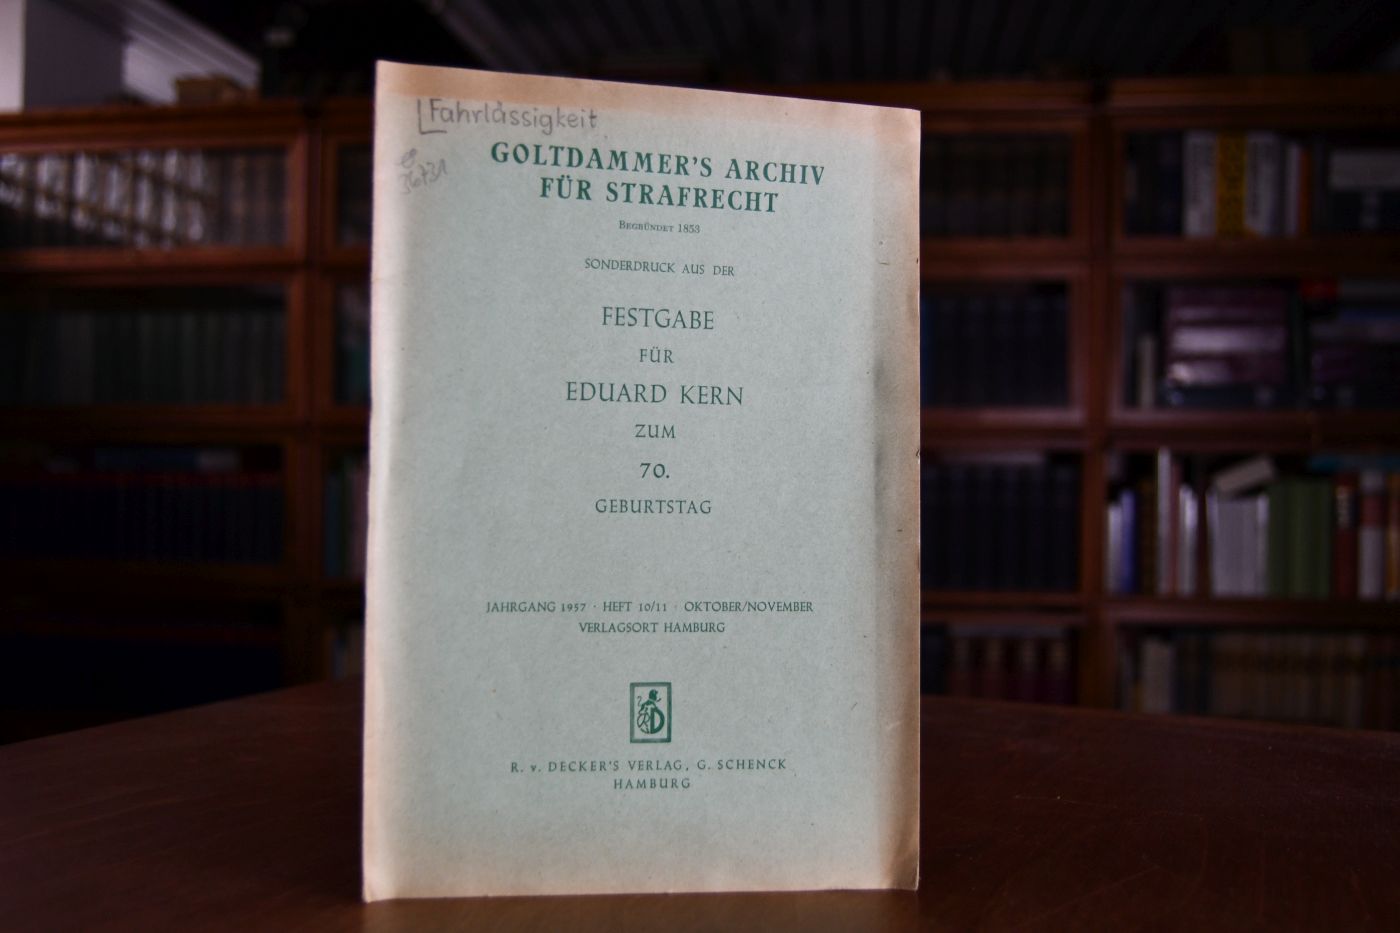 Fahrlässigkeit
GOLTDAMMER'S ARCHIV
FÜR STRAFRECHT
BEGRÜNDET 1853
SONDERDRUCK AUS DER
FESTGABE
FÜR
EDUARD KERN
ZUM
70.
GEBURTSTAG
JAHRGANG 1957 · HEFT 10/11 · OKTOBER/NOVEMBER
VERLAGSORT HAMBURG
R. v. DECKER'S VERLAG, G. SCHENCK
HAMBURG